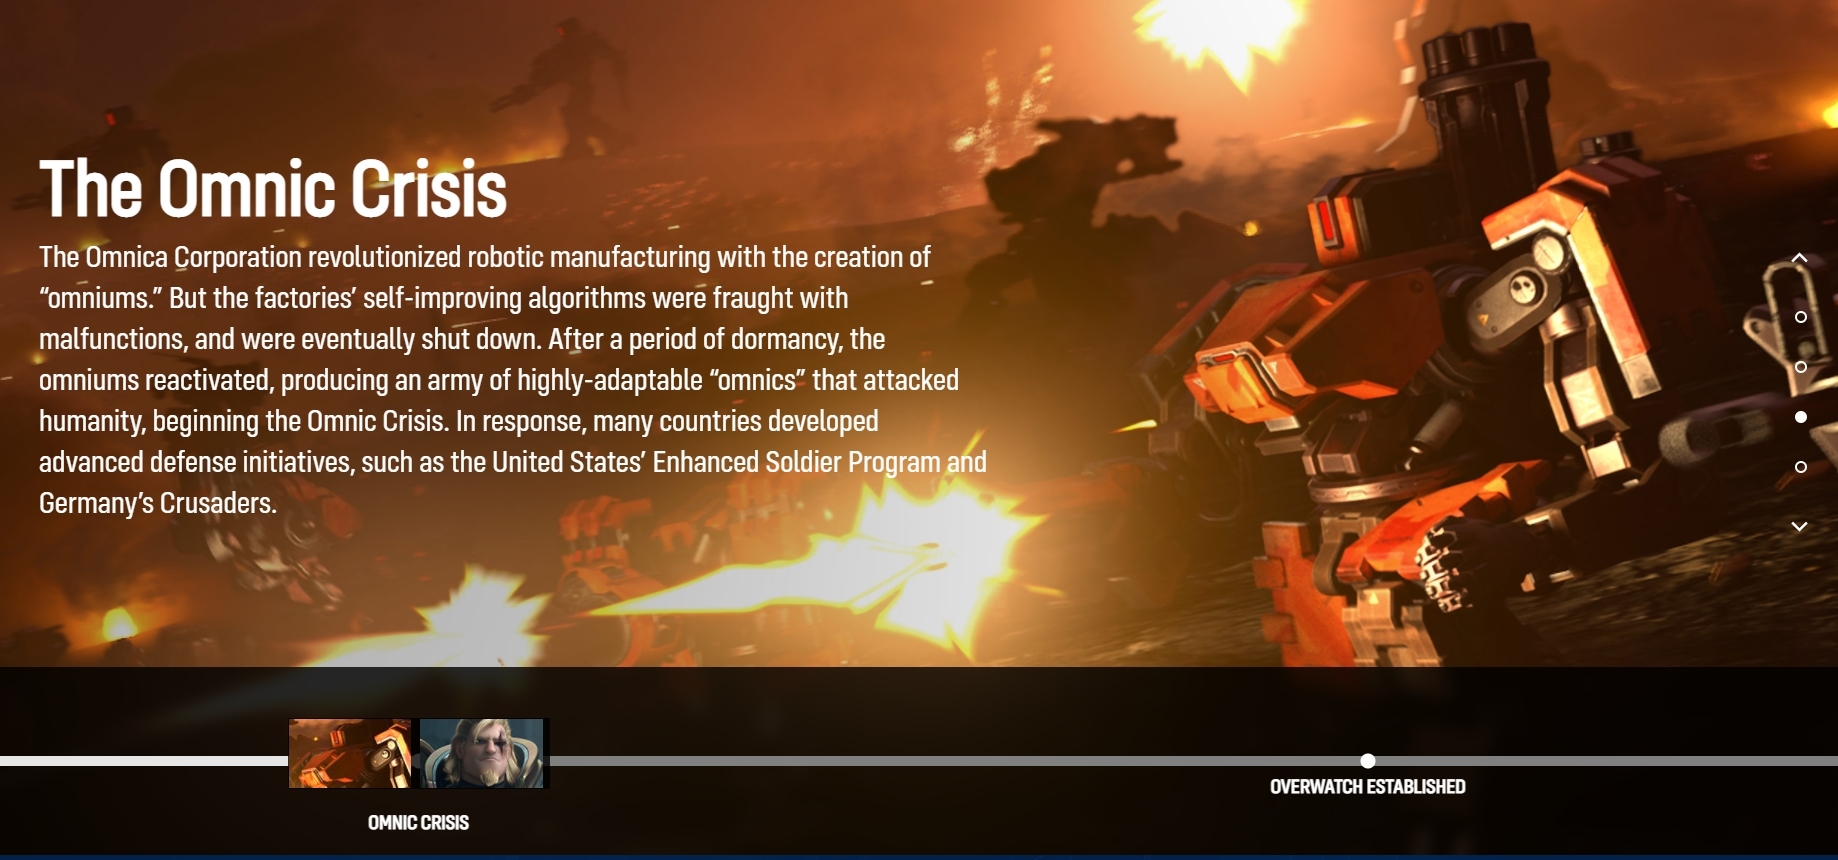 The Omnic Crisis
The Omnica Corporation revolutionized robotic manufacturing with the creation of
“omniums.” But the factories’ self-improving algorithms were fraught with
malfunctions, and were eventually shut down. After a period of dormancy, the
omniums reactivated, producing an army of highly-adaptable “omnics” that attacked
humanity, beginning the Omnic Crisis. In response, many countries developed
advanced defense initiatives, such as the United States’ Enhanced Soldier Program and
Germany’s Crusaders.
OVERWATCH ESTABLISHED
OMNIC CRISIS